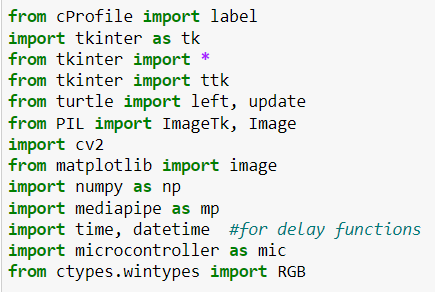 from cProfile import label
import tkinter as tk
from tkinter import *
from tkinter import ttk
from turtle import left, update
from PIL import ImageTk, Image
import cv2
from matplotlib import image
import numpy as np
import mediapipe as mp
import time, datetime  #for delay functions
import microcontroller as mic
from ctypes.wintypes import RGB